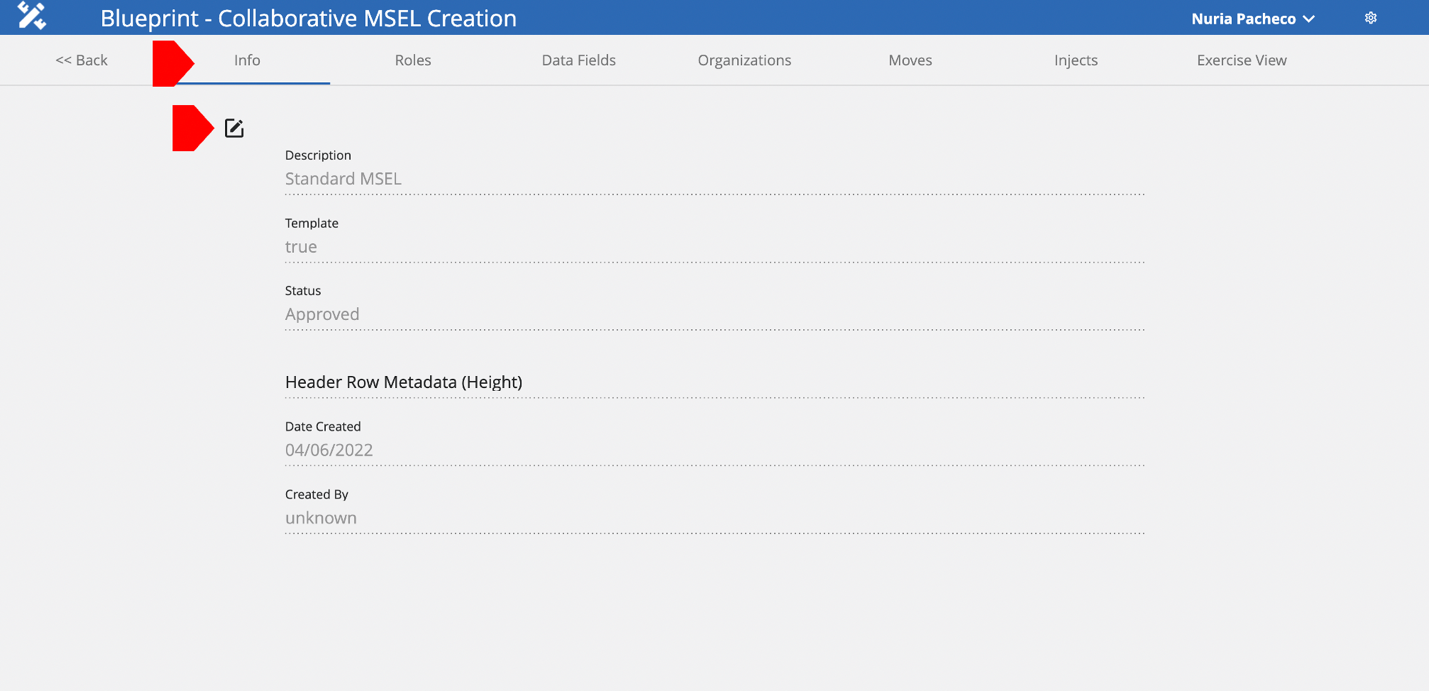 Blueprint - Collaborative MSEL Creation
Nuria Pacheco
<< Back
Info
Roles
Data Fields
Organizations
Moves
Injects
Exercise View
Description
Standard MSEL
Template
true
Status
Approved
Header Row Metadata (Height)
Date Created
04/06/2022
Created By
unknown